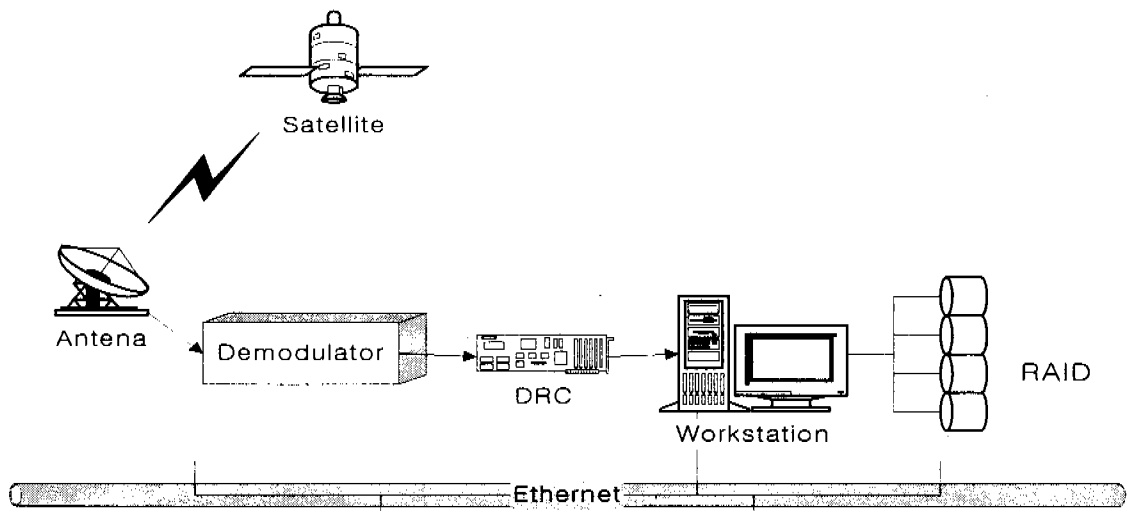 Satellite
Antena
Demodulator
DRC
Workstation
RAID
Ethernet